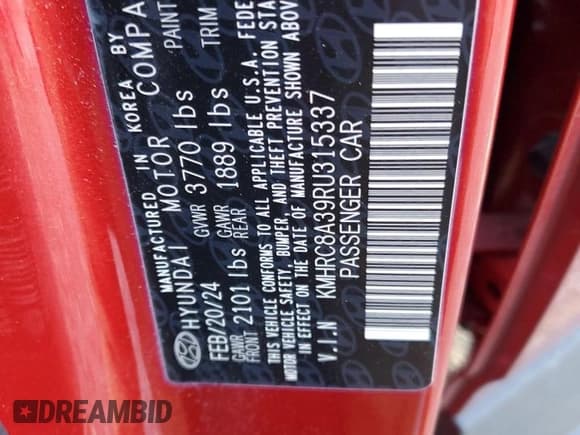 MANUFACTURED IN KOREA BY
HYUNDAI MOTOR COMPA
FEB/20/24 GVWR 3770 lbs PAINT
GAWR FRONT 2101 lbs GAWR REAR 1889 lbs TRIM
THIS VEHICLE CONFORMS TO ALL APPLICABLE U.S.A. FEDE
MOTOR VEHICLE SAFETY, BUMPER, AND THEFT PREVENTION STA
IN EFFECT ON THE DATE OF MANUFACTURE SHOWN ABOV
V.I.N KMHRC8A39RU315337
PASSENGER CAR
DREAMBID